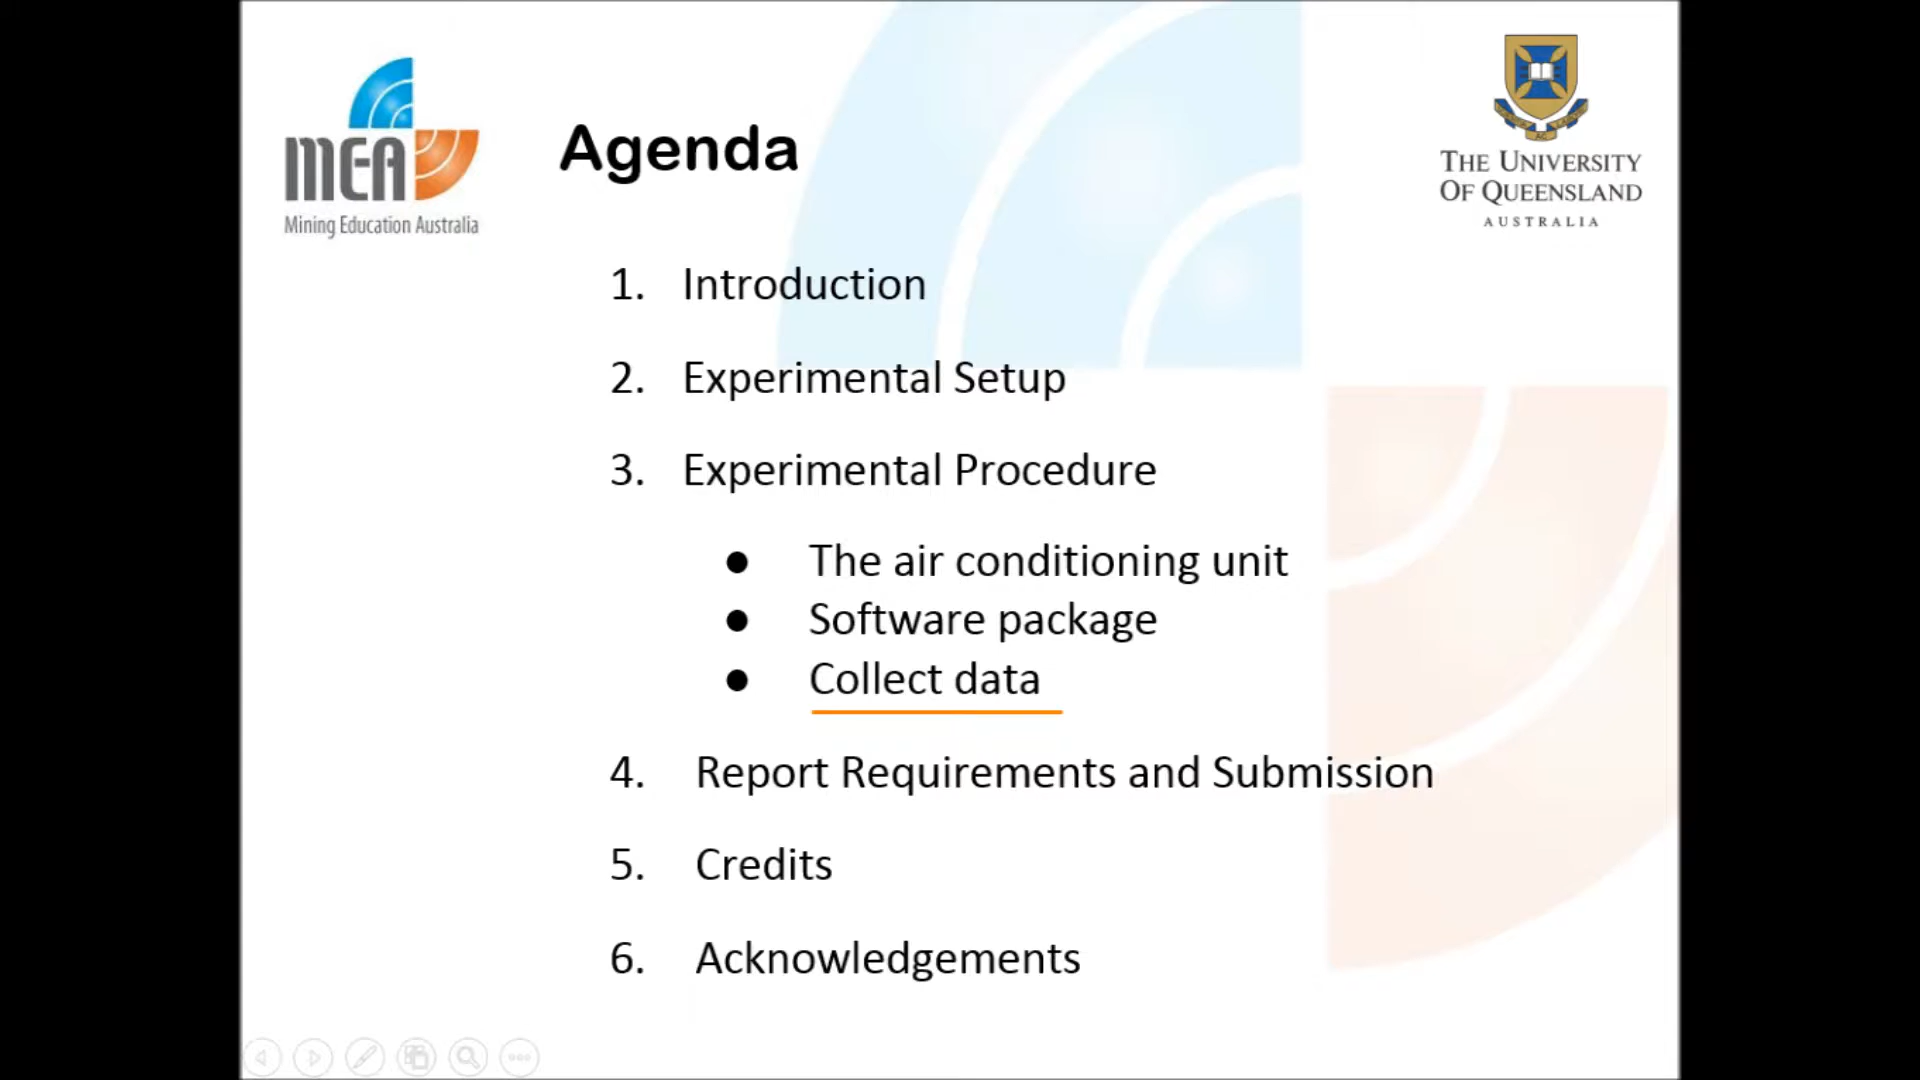 MEA
Mining Education Australia
Agenda
THE UNIVERSITY
OF QUEENSLAND
AUSTRALIA
1. Introduction
2. Experimental Setup
3. Experimental Procedure
● The air conditioning unit
● Software package
● Collect data
4. Report Requirements and Submission
5. Credits
6. Acknowledgements